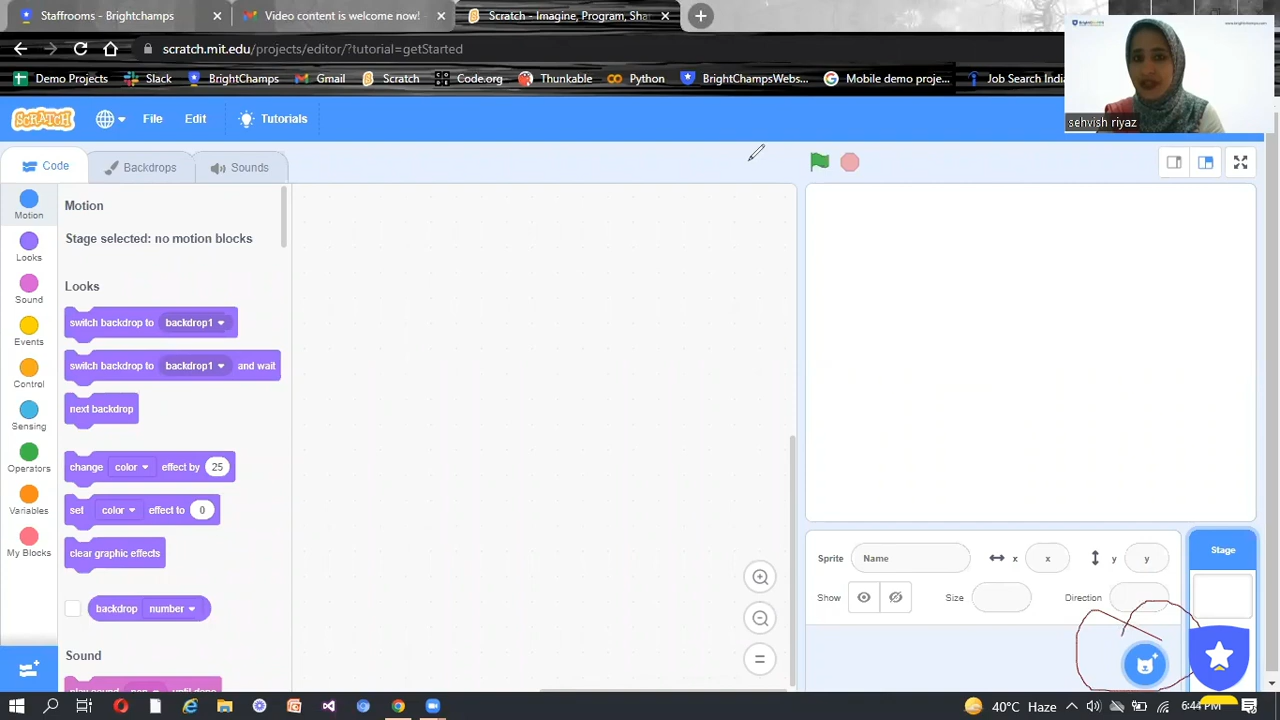 Staffrooms - BrightChamps
Video content - welcome now!
Scratch - Imagine, Program, Sha
scratch.mit.edu/projects/editor/?tutorial=getStarted
Demo Projects
Slack
BrightChamps
Gmail
Scratch
Code.org
Thunkable
Python
BrightChampsWebs...
Mobile demo proje...
Job Search Indi
sehvish riyaz
SCRATCH
File
Edit
Tutorials
Code
Backdrops
Sounds
Motion
Looks
Sound
Events
Control
Sensing
Operators
Variables
My Blocks
Motion
Stage selected: no motion blocks
Looks
switch backdrop to backdrop1
switch backdrop to backdrop1 and wait
next backdrop
change color effect by 25
set color effect to 0
clear graphic effects
backdrop number
Sound
Sprite Name x x y y
Show Size Direction
Stage
40°C Haze
6:44 PM